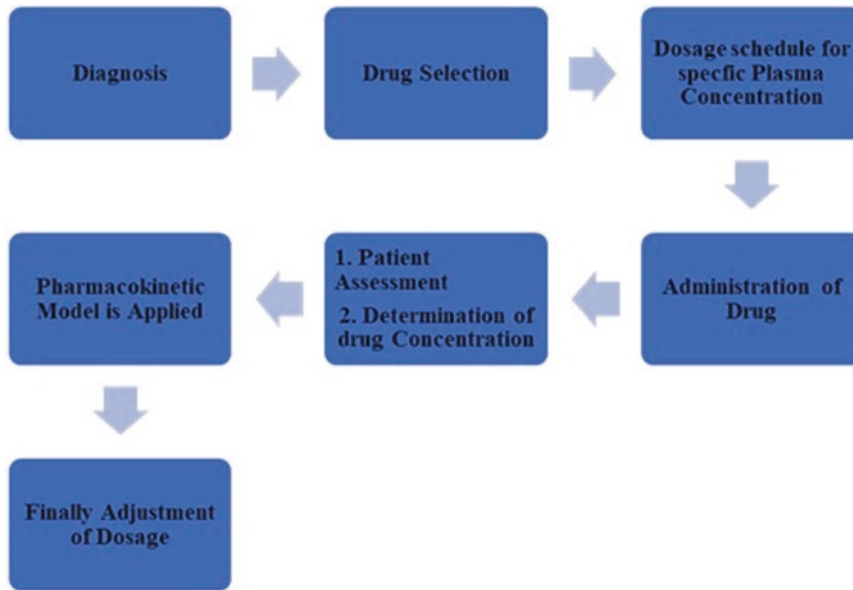 Diagnosis
Drug Selection
Dosage schedule for
specfic Plasma
Concentration
Administration of
Drug
1. Patient
Assessment
2. Determination of
drug Concentration
Pharmacokinetic
Model is Applied
Finally Adjustment
of Dosage